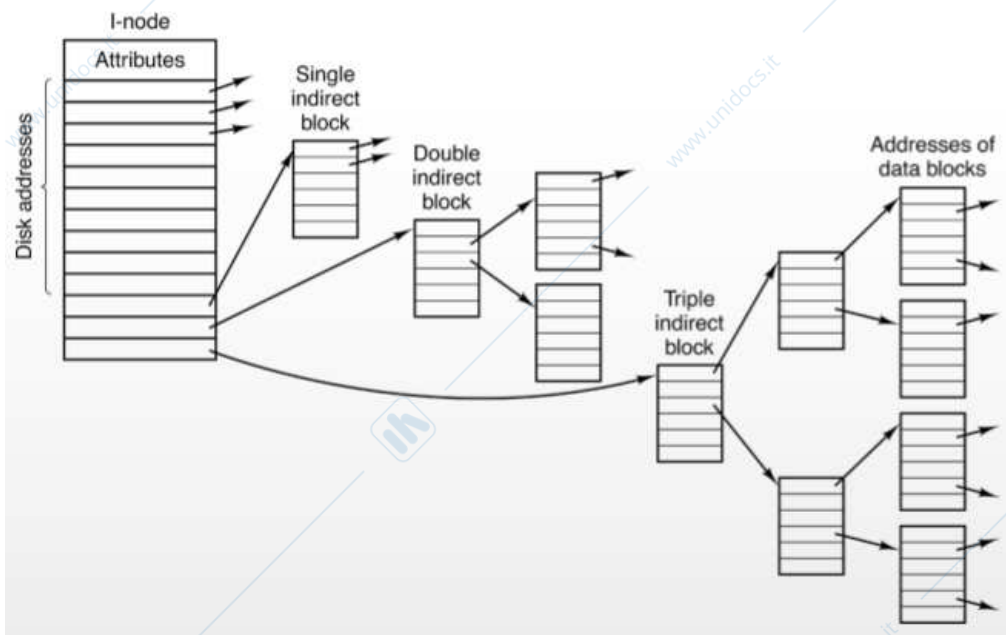 I-node
Attributes
Disk addresses
Single
indirect
block
Double
indirect
block
Triple
indirect
block
Addresses of
data blocks
www.unidocs.it
www.unidocs.it
it